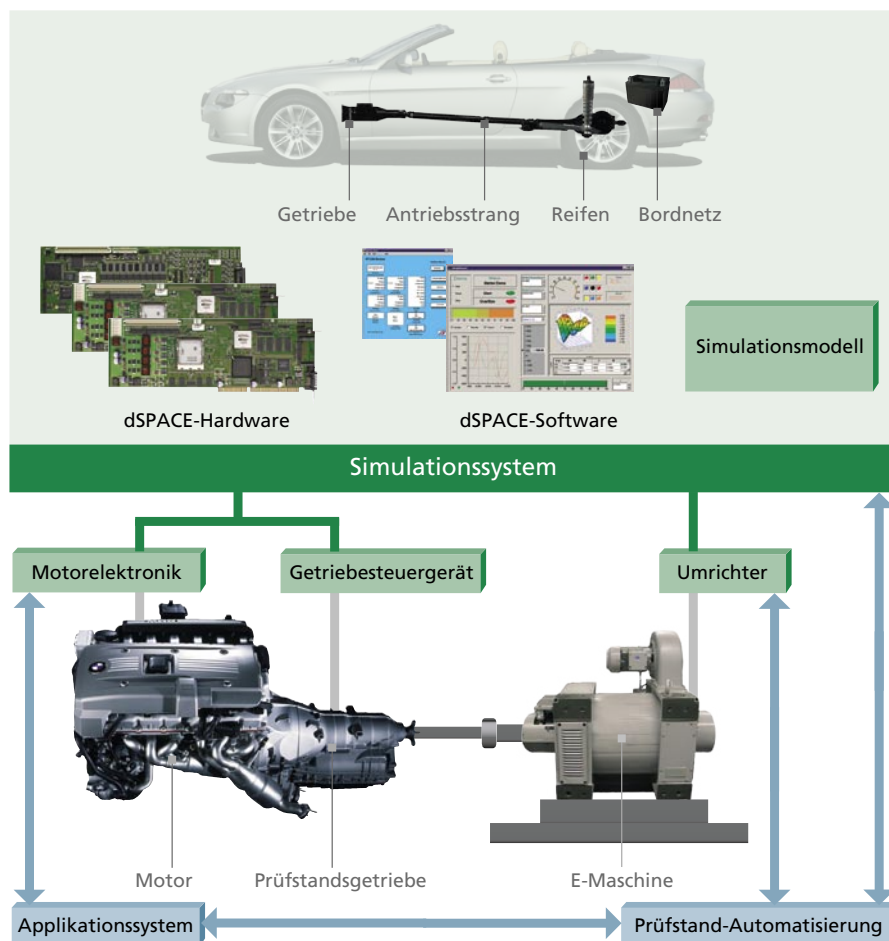 Getriebe
Antriebsstrang
Reifen
Bordnetz
Simulationsmodell
dSPACE-Hardware
dSPACE-Software
Simulationssystem
Motorelektronik
Getriebesteuergerät
Umrichter
Motor
Prüfstandsgetriebe
E-Maschine
Applikationssystem
Prüfstand-Automatisierung